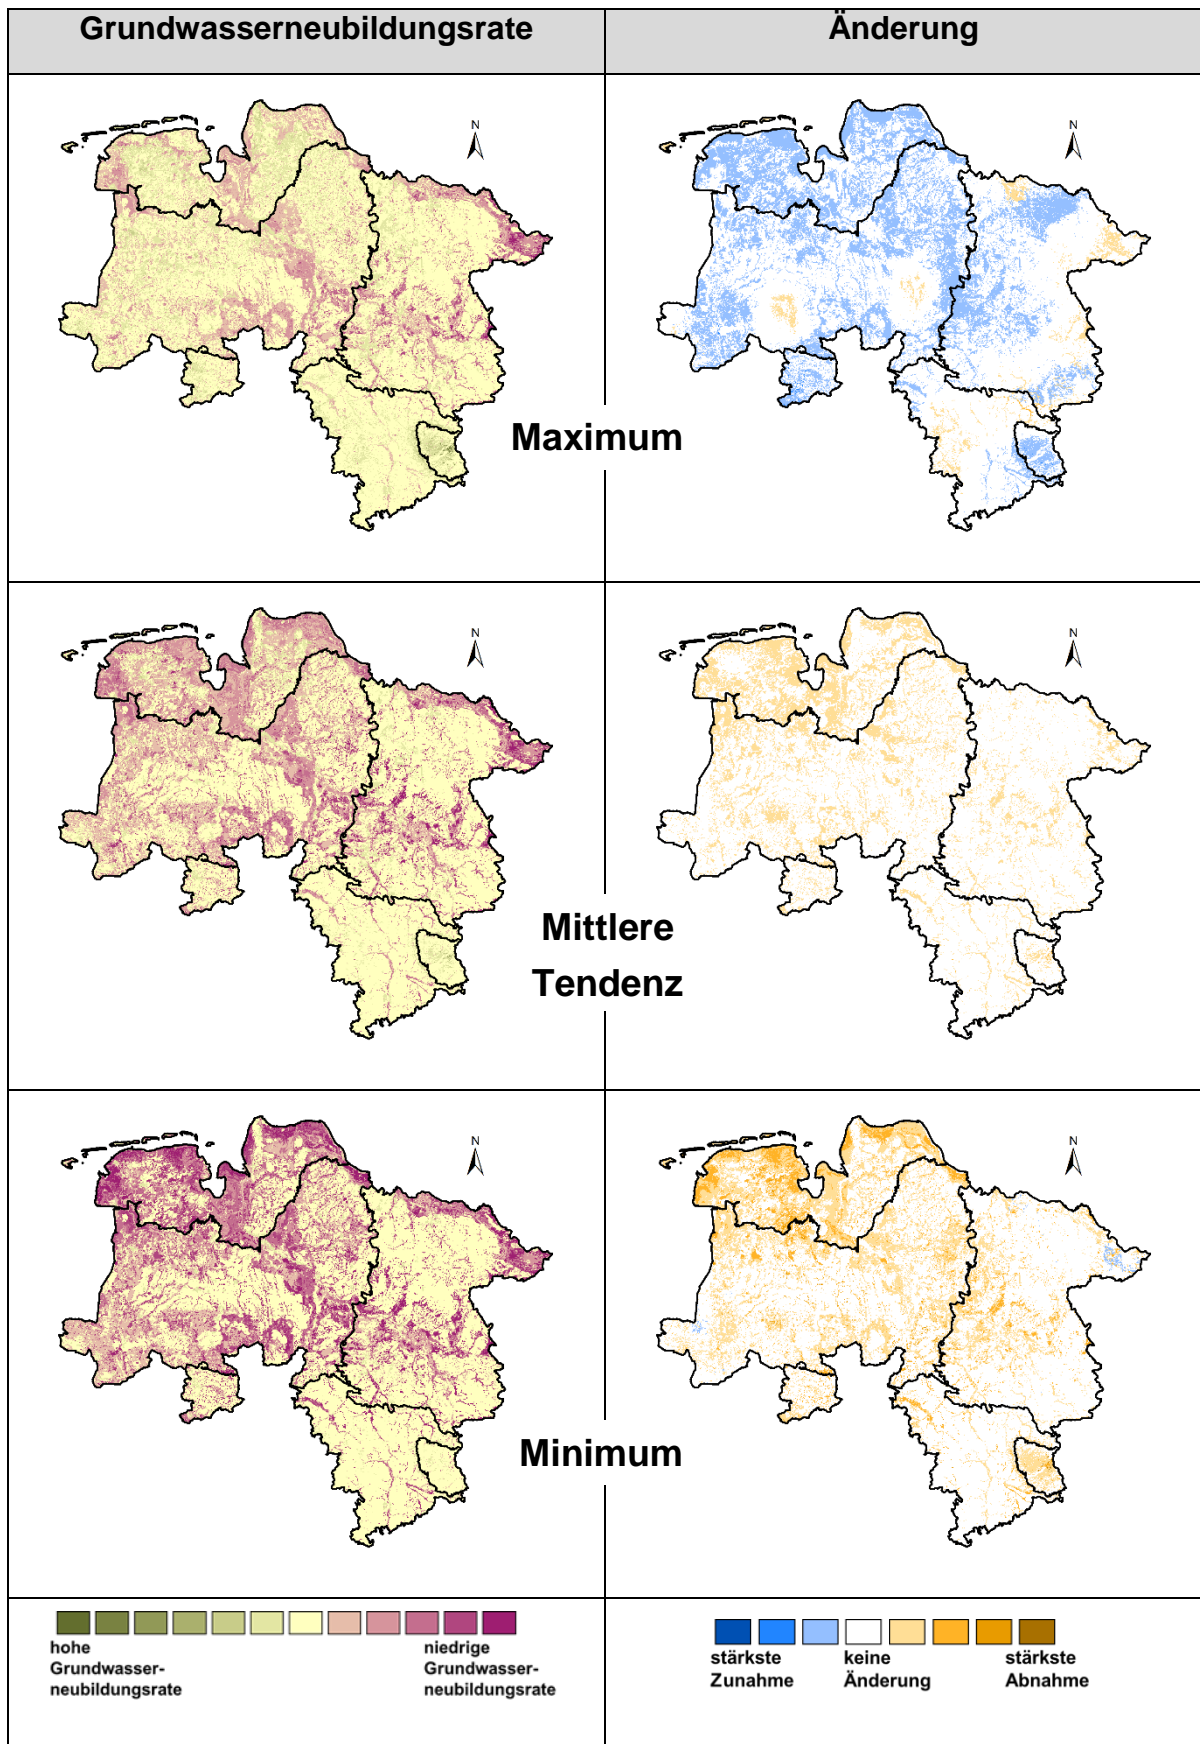 Grundwasserneubildungsrate
Änderung
N
N
Maximum
N
N
Mittlere
Tendenz
N
N
Minimum
hohe
Grundwasser-
neubildungsrate
niedrige
Grundwasser-
neubildungsrate
stärkste
Zunahme
keine
Änderung
stärkste
Abnahme